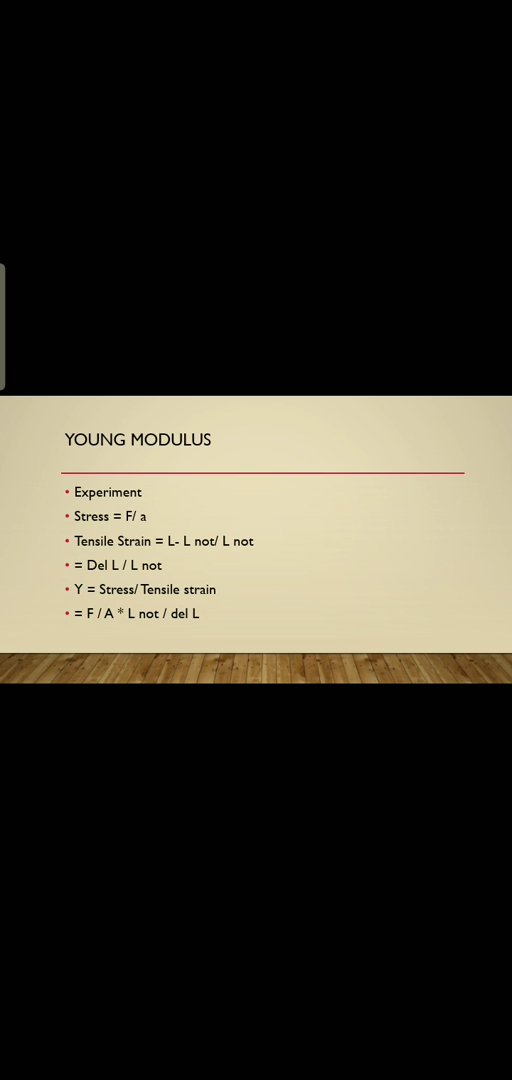 YOUNG MODULUS
• Experiment
• Stress = F/ a
• Tensile Strain = L- L not/ L not
• = Del L / L not
• Y = Stress/ Tensile strain
• = F / A * L not / del L